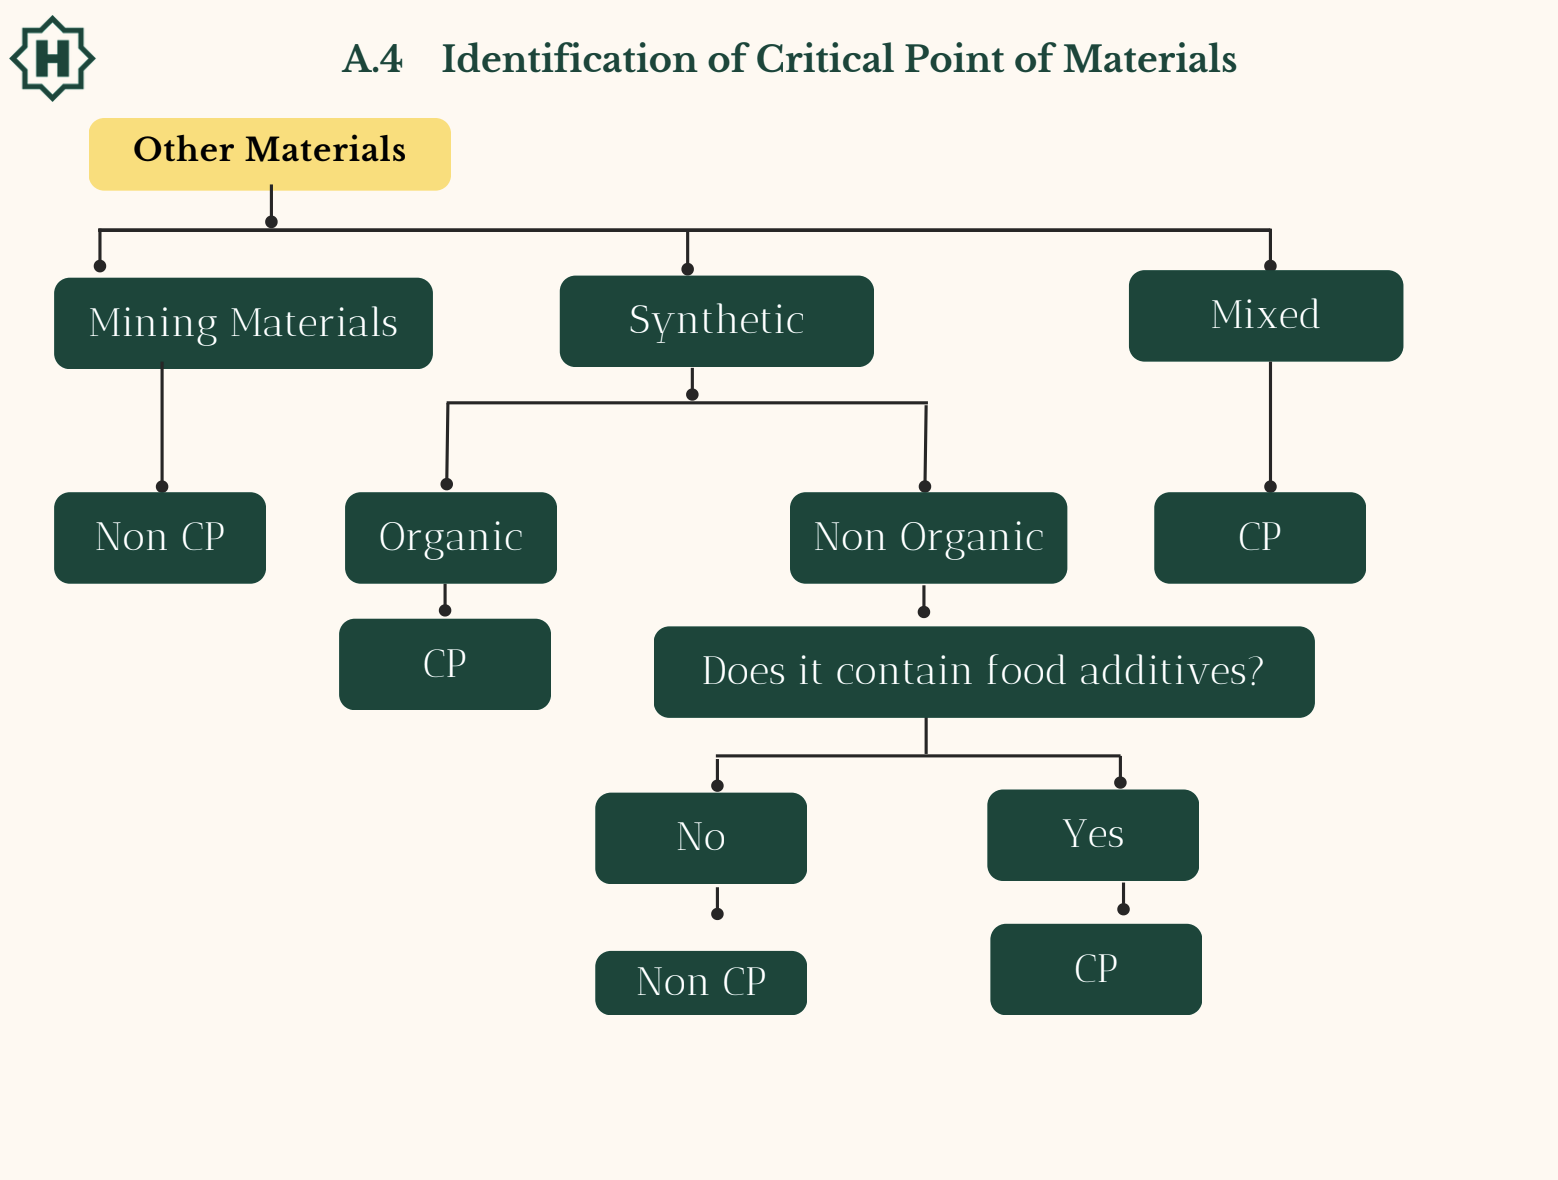 H
A.4 Identification of Critical Point of Materials
Other Materials
Mining Materials
Synthetic
Mixed
Non CP
Organic
Non Organic
CP
CP
Does it contain food additives?
No
Yes
Non CP
CP